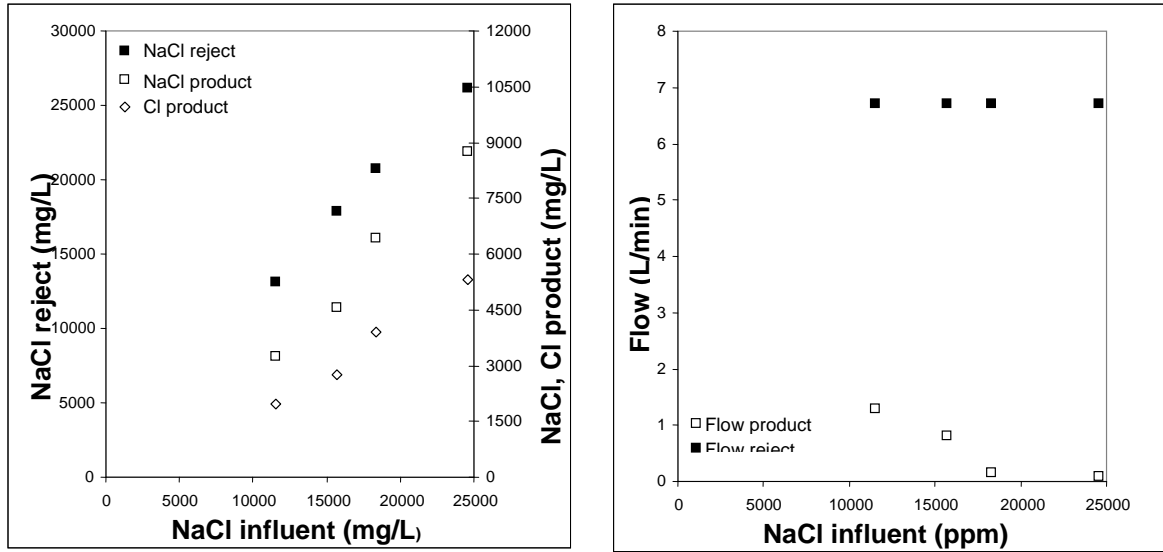 NaCl reject (mg/L)
30000
25000
20000
15000
10000
5000
0
NaCl reject
NaCl product
Cl product
12000
10500
9000
7500
6000
4500
3000
1500
0
NaCl, Cl product (mg/L)
0 5000 10000 15000 20000 25000
NaCl influent (mg/L)
Flow (L/min)
8
7
6
5
4
3
2
1
0
Flow product
Flow reject
0 5000 10000 15000 20000 25000
NaCl influent (ppm)